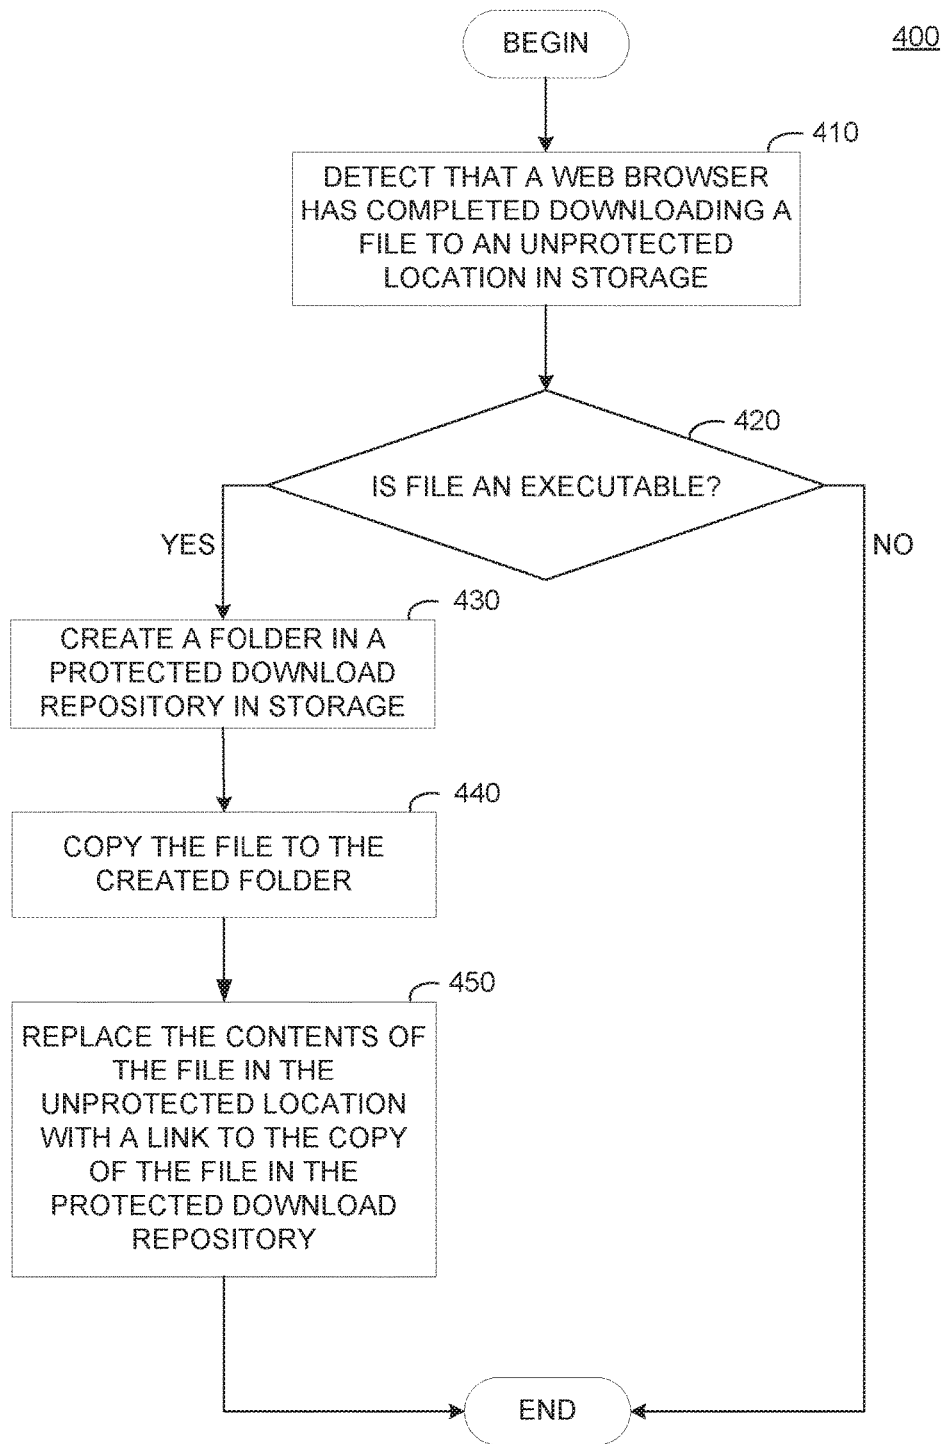 BEGIN
400
410
DETECT THAT A WEB BROWSER
HAS COMPLETED DOWNLOADING A
FILE TO AN UNPROTECTED
LOCATION IN STORAGE
420
IS FILE AN EXECUTABLE?
YES
NO
430
CREATE A FOLDER IN A
PROTECTED DOWNLOAD
REPOSITORY IN STORAGE
440
COPY THE FILE TO THE
CREATED FOLDER
450
REPLACE THE CONTENTS OF
THE FILE IN THE
UNPROTECTED LOCATION
WITH A LINK TO THE COPY
OF THE FILE IN THE
PROTECTED DOWNLOAD
REPOSITORY
END